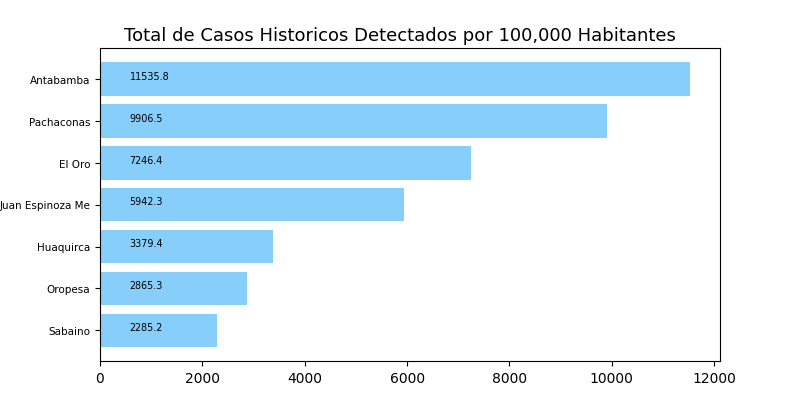 Total de Casos Historicos Detectados por 100,000 Habitantes
Antabamba 11535.8
Pachaconas 9906.5
El Oro 7246.4
Juan Espinoza Me 5942.3
Huaquirca 3379.4
Oropesa 2865.3
Sabaino 2285.2
0 2000 4000 6000 8000 10000 12000